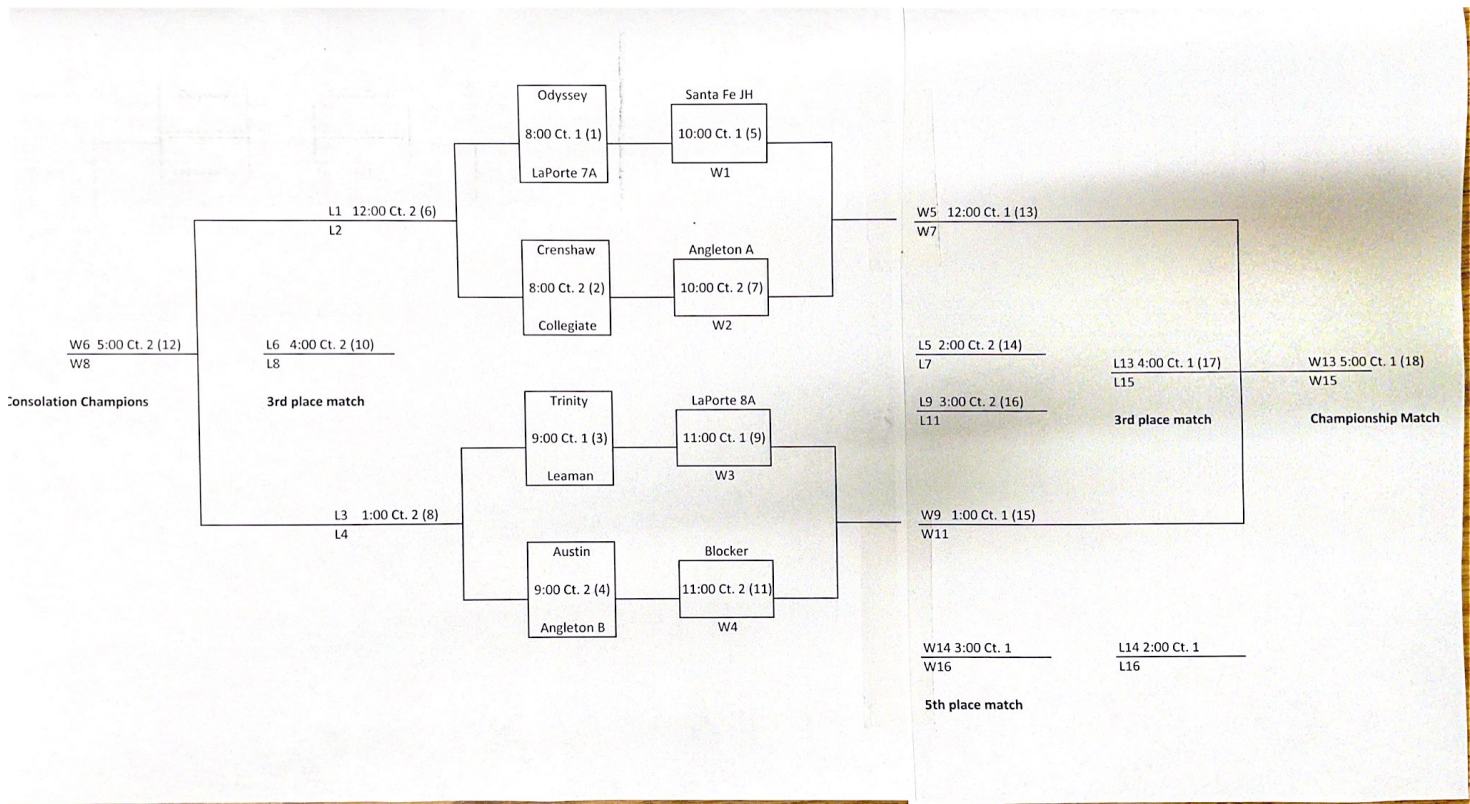 Odyssey
8:00 Ct. 1 (1)
LaPorte 7A
Santa Fe JH
10:00 Ct. 1 (5)
W1
L1 12:00 Ct. 2 (6)
L2
W5 12:00 Ct. 1 (13)
W7
Crenshaw
8:00 Ct. 2 (2)
Collegiate
Angleton A
10:00 Ct. 2 (7)
W2
W6 5:00 Ct. 2 (12)
W8
Consolation Champions
L6 4:00 Ct. 2 (10)
L8
3rd place match
L5 2:00 Ct. 2 (14)
L7
L9 3:00 Ct. 2 (16)
L11
L13 4:00 Ct. 1 (17)
L15
3rd place match
W13 5:00 Ct. 1 (18)
W15
Championship Match
Trinity
9:00 Ct. 1 (3)
Leaman
LaPorte 8A
11:00 Ct. 1 (9)
W3
L3 1:00 Ct. 2 (8)
L4
W9 1:00 Ct. 1 (15)
W11
Austin
9:00 Ct. 2 (4)
Angleton B
Blocker
11:00 Ct. 2 (11)
W4
W14 3:00 Ct. 1
W16
5th place match
L14 2:00 Ct. 1
L16